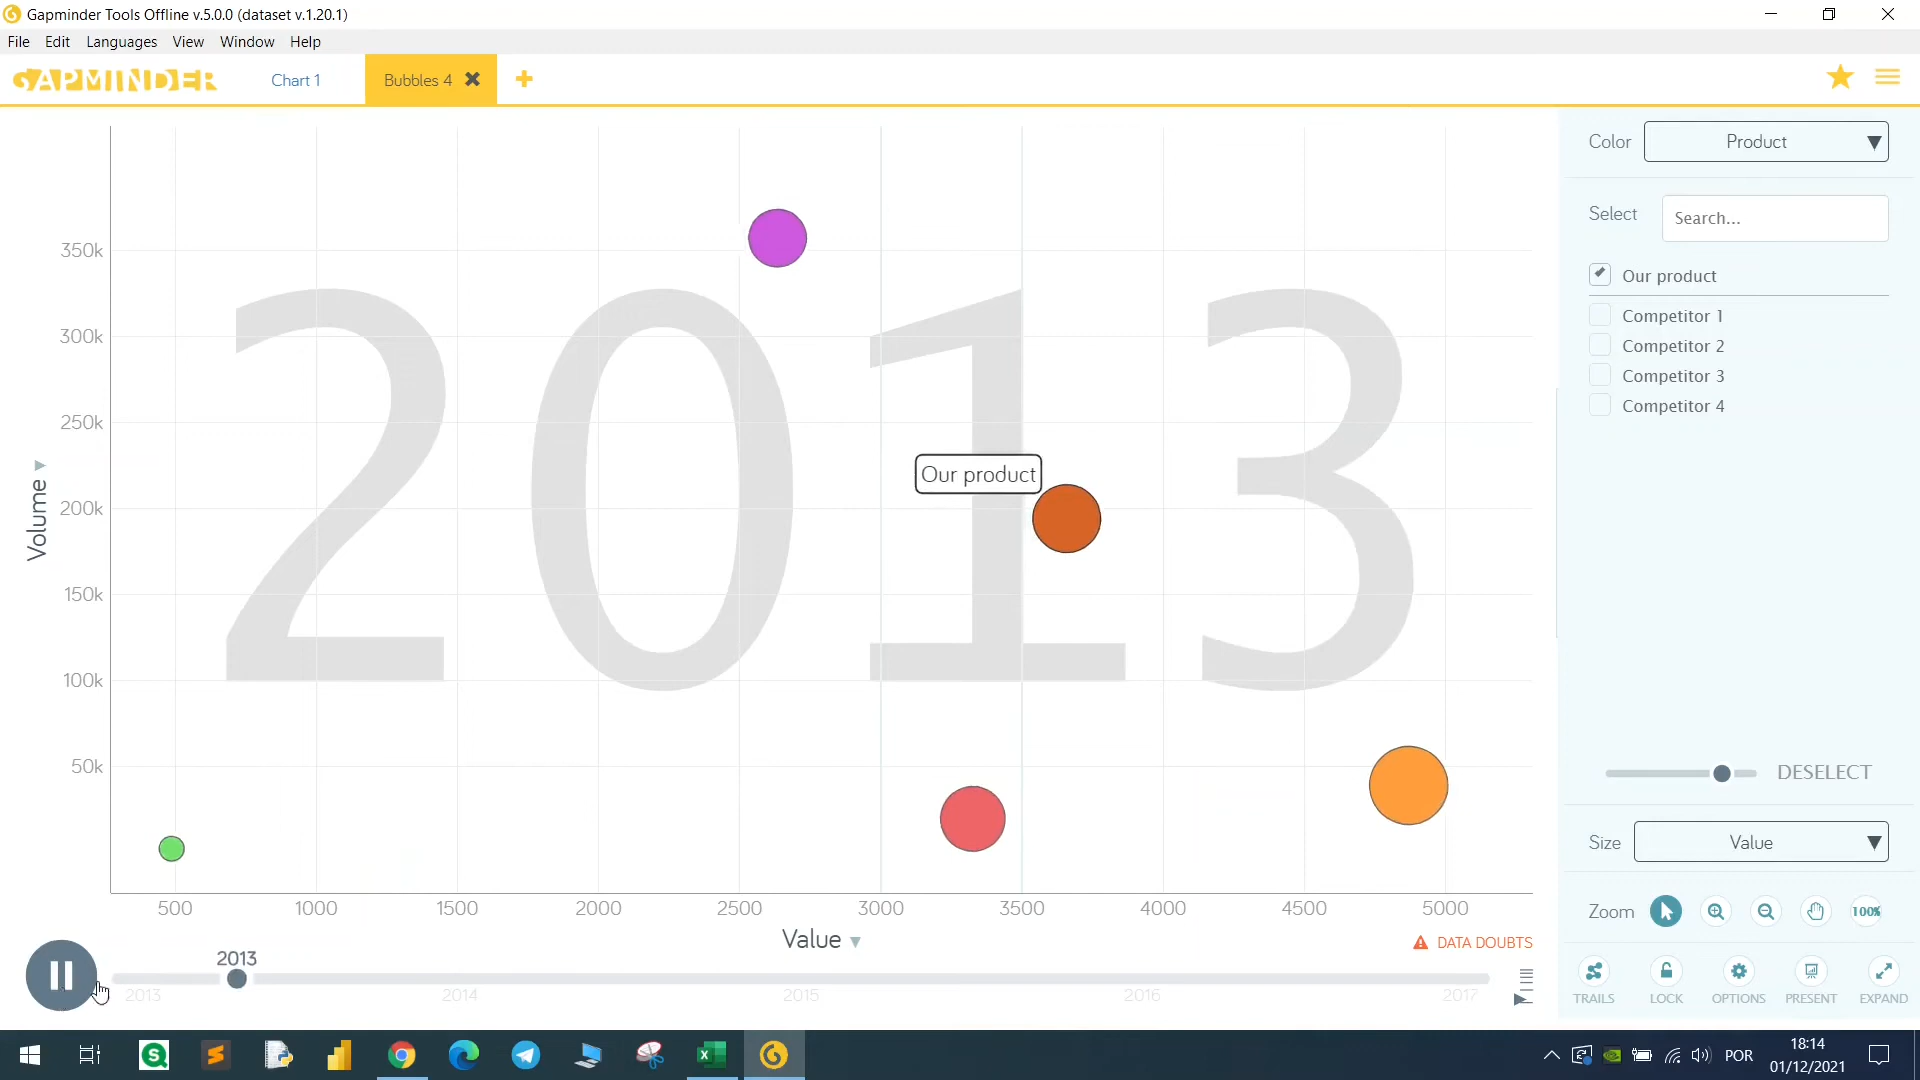 Gapminder Tools Offline v.5.0.0 (dataset v.1.20.1)
File Edit Languages View Window Help
GAPMINDER Chart 1 Bubbles 4
Color Product
Select Search...
Our product
Competitor 1
Competitor 2
Competitor 3
Competitor 4
DESELECT
Size Value
Zoom 100%
TRAILS LOCK OPTIONS PRESENT EXPAND
2013
Our product
Volume
350k
300k
250k
200k
150k
100k
50k
500 1000 1500 2000 2500 3000 3500 4000 4500 5000
Value
DATA DOUBTS
2013
2013 2014 2015 2016 2017
POR
18:14
01/12/2021